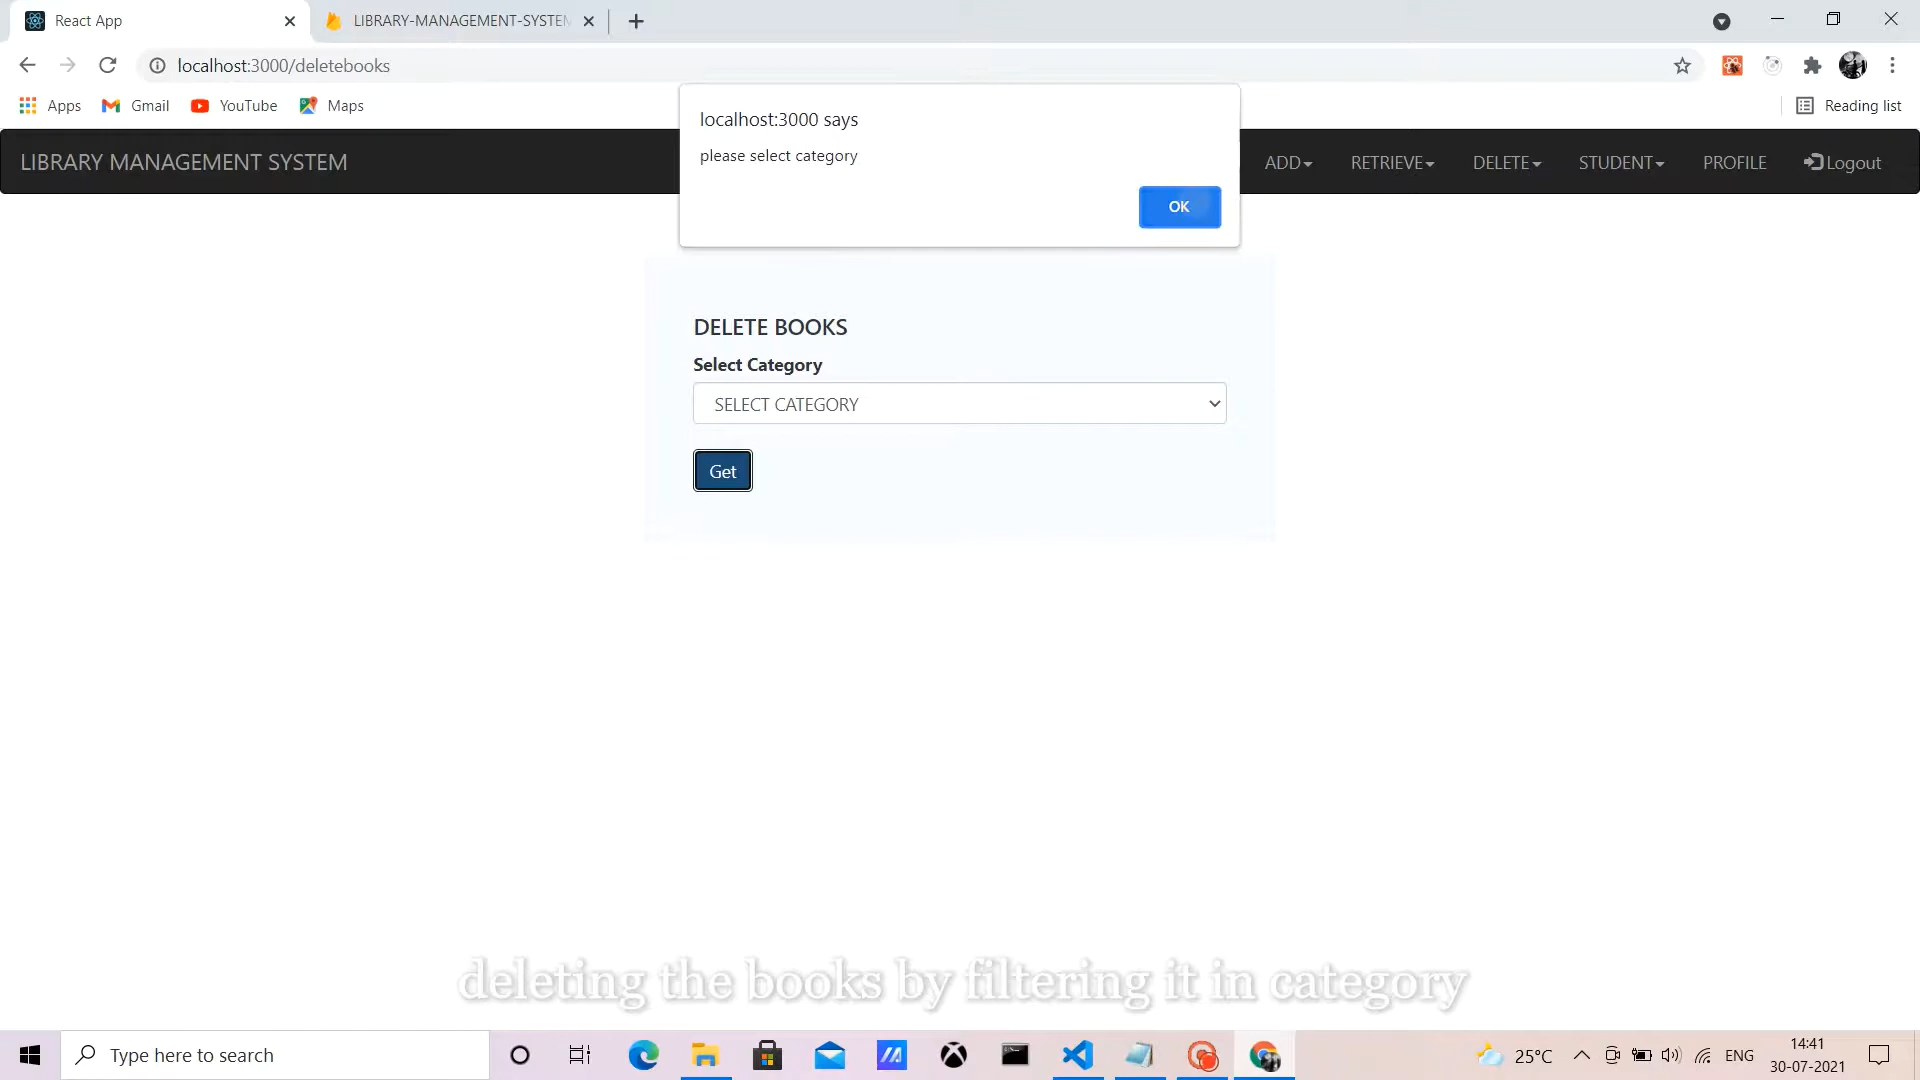 React App
LIBRARY-MANAGEMENT-SYSTEM
localhost:3000/deletebooks
Apps
Gmail
YouTube
Maps
Reading list
localhost:3000 says
please select category
OK
LIBRARY MANAGEMENT SYSTEM
ADD
RETRIEVE
DELETE
STUDENT
PROFILE
Logout
DELETE BOOKS
Select Category
SELECT CATEGORY
Get
deleting the books by filtering it in category
Type here to search
25°C
ENG
14:41
30-07-2021